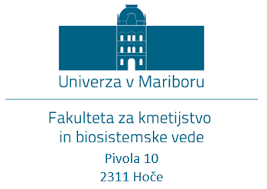 Univerza v Mariboru
Fakulteta za kmetijstvo
in biosistemske vede
Pivola 10
2311 Hoče